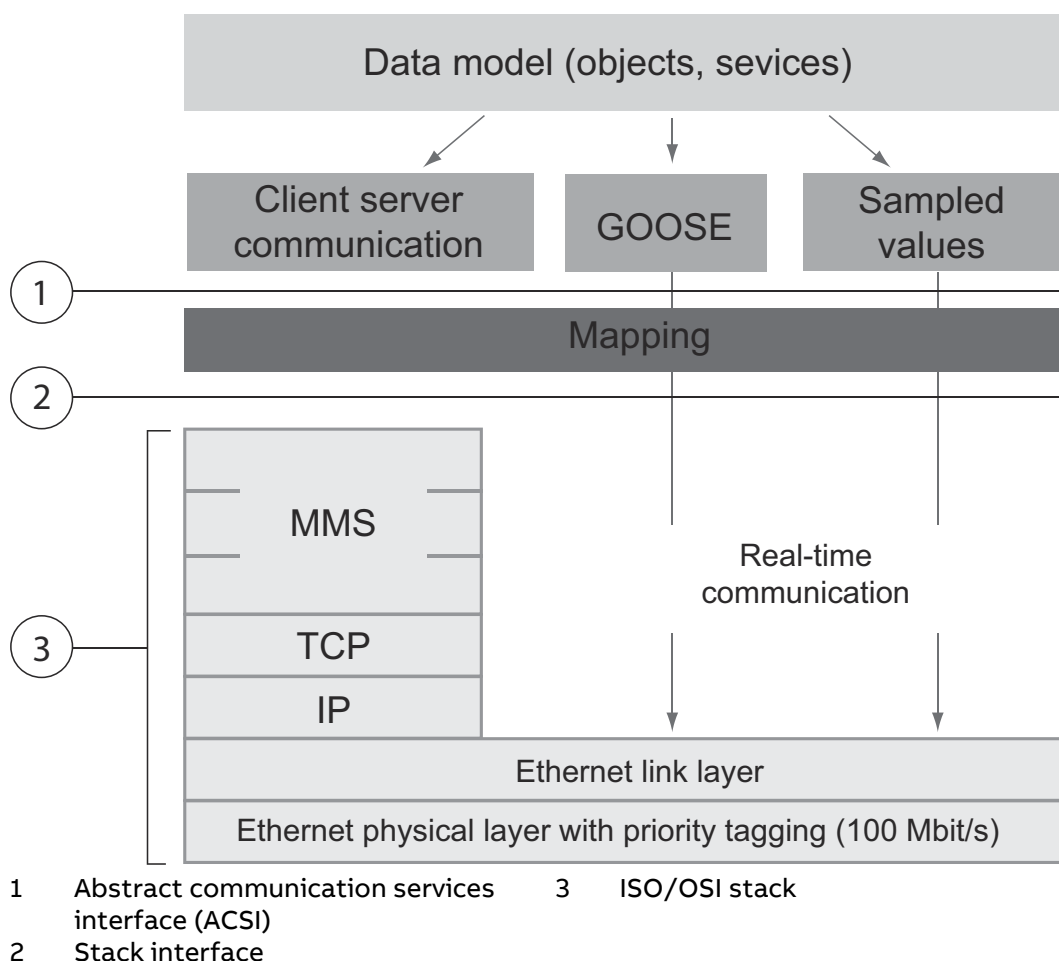 Data model (objects, sevices)
Client server
communication
GOOSE
Sampled
values
1
Mapping
2
MMS
Real-time
communication
3
TCP
IP
Ethernet link layer
Ethernet physical layer with priority tagging (100 Mbit/s)
1 Abstract communication services
interface (ACSI)
2 Stack interface
3 ISO/OSI stack